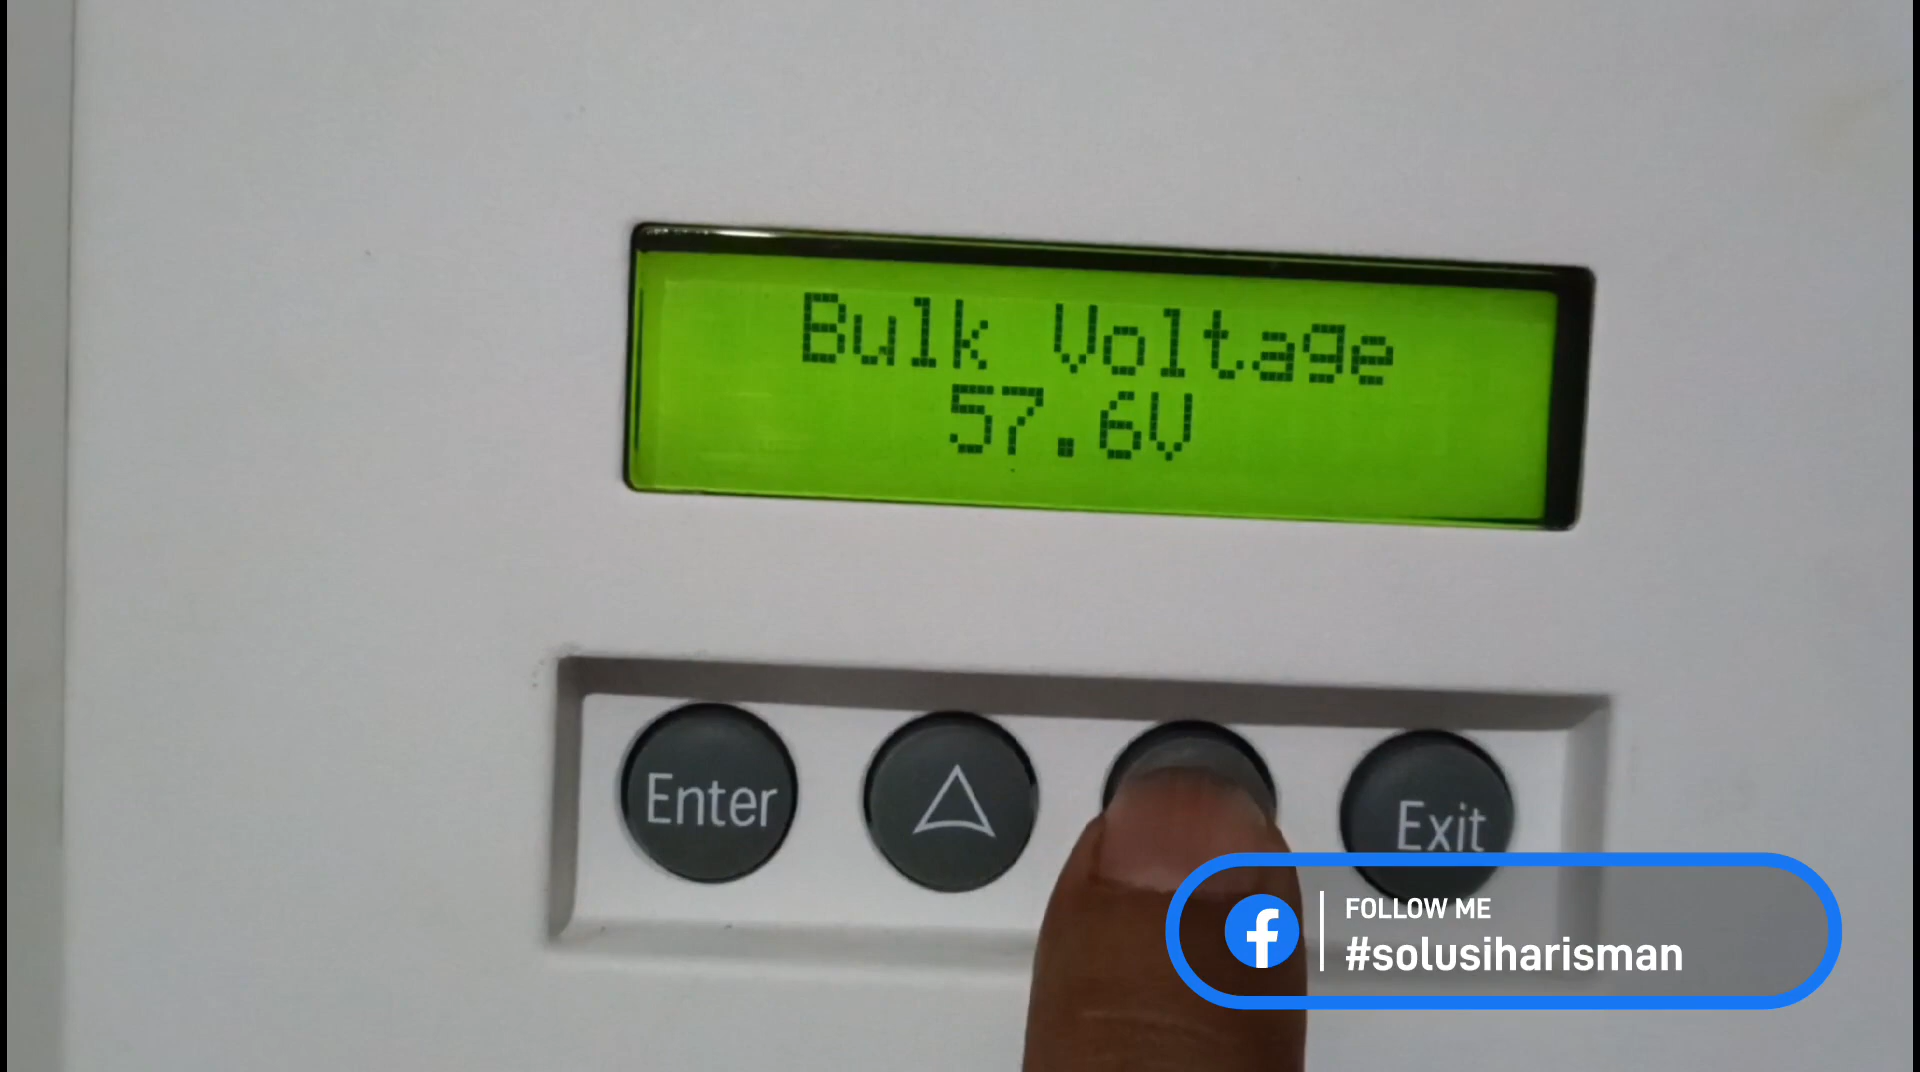 Bulk Voltage
57.6V
Enter
Exit
FOLLOW ME
#solusiharisman